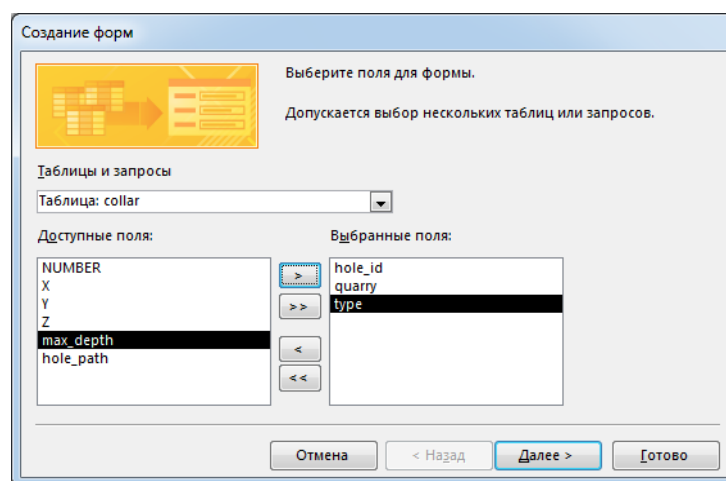 Создание форм
Выберите поля для формы.
Допускается выбор нескольких таблиц или запросов.
Таблицы и запросы
Таблица: collar
Доступные поля:
Выбранные поля:
NUMBER
X
Y
Z
max_depth
hole_path
>
>>
<
<<
hole_id
quarry
type
Отмена
< Назад
Далее >
Готово